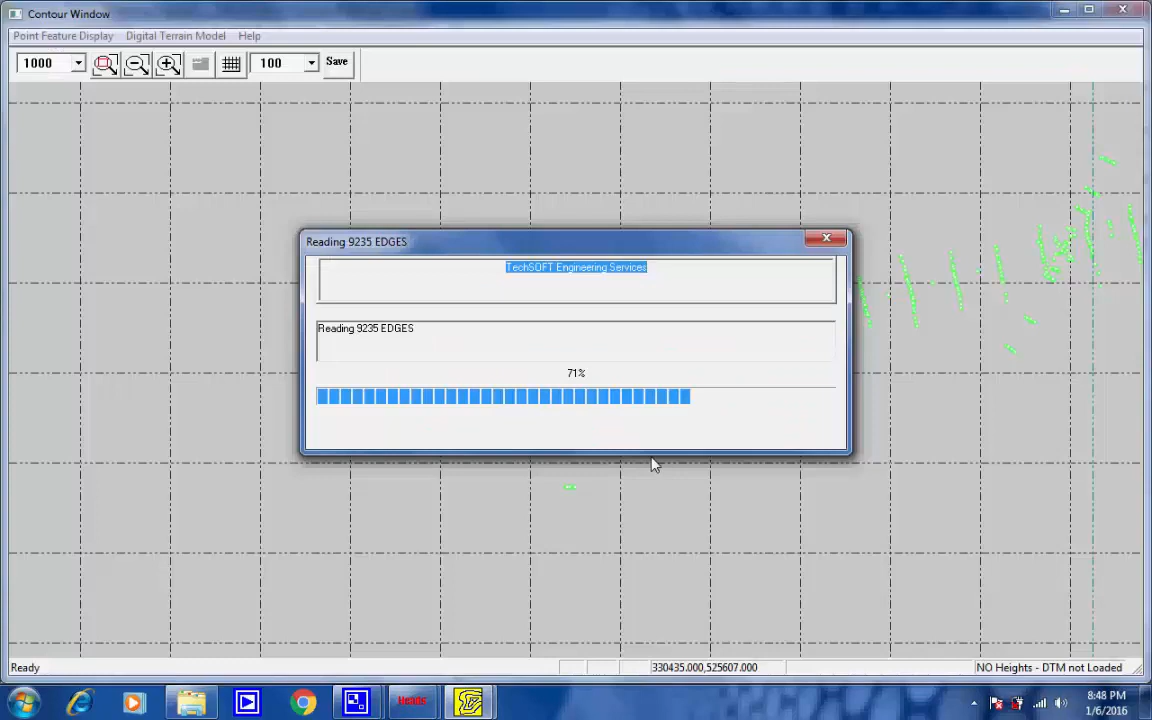 Contour Window
Point Feature Display Digital Terrain Model Help
1000 100 Save
Reading 9235 EDGES
TechSOFT Engineering Services
Reading 9235 EDGES
71%
Ready 330435.000,525607.000 NO Heights - DTM not Loaded
Hends
8:48 PM
1/6/2016